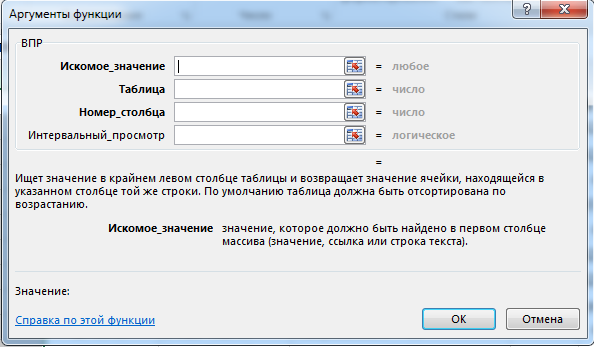 Аргументы функции
ВПР
Искомое_значение = любое
Таблица = число
Номер_столбца = число
Интервальный_просмотр = логическое
=
Ищет значение в крайнем левом столбце таблицы и возвращает значение ячейки, находящейся в
указанном столбце той же строки. По умолчанию таблица должна быть отсортирована по
возрастанию.
Искомое_значение значение, которое должно быть найдено в первом столбце
массива (значение, ссылка или строка текста).
Значение:
Справка по этой функции
ОК
Отмена